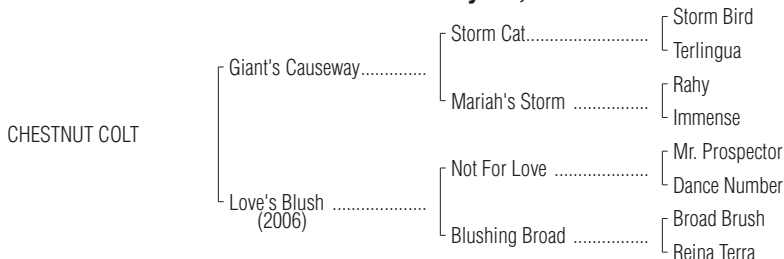 Storm Bird
Storm Cat..........................
Terlingua
Giant's Causeway..............
Rahy
Mariah's Storm ................
Immense
CHESTNUT COLT
Mr. Prospector
Not For Love ....................
Dance Number
Love's Blush ....................
(2006)
Broad Brush
Blushing Broad ................
Reina Terra